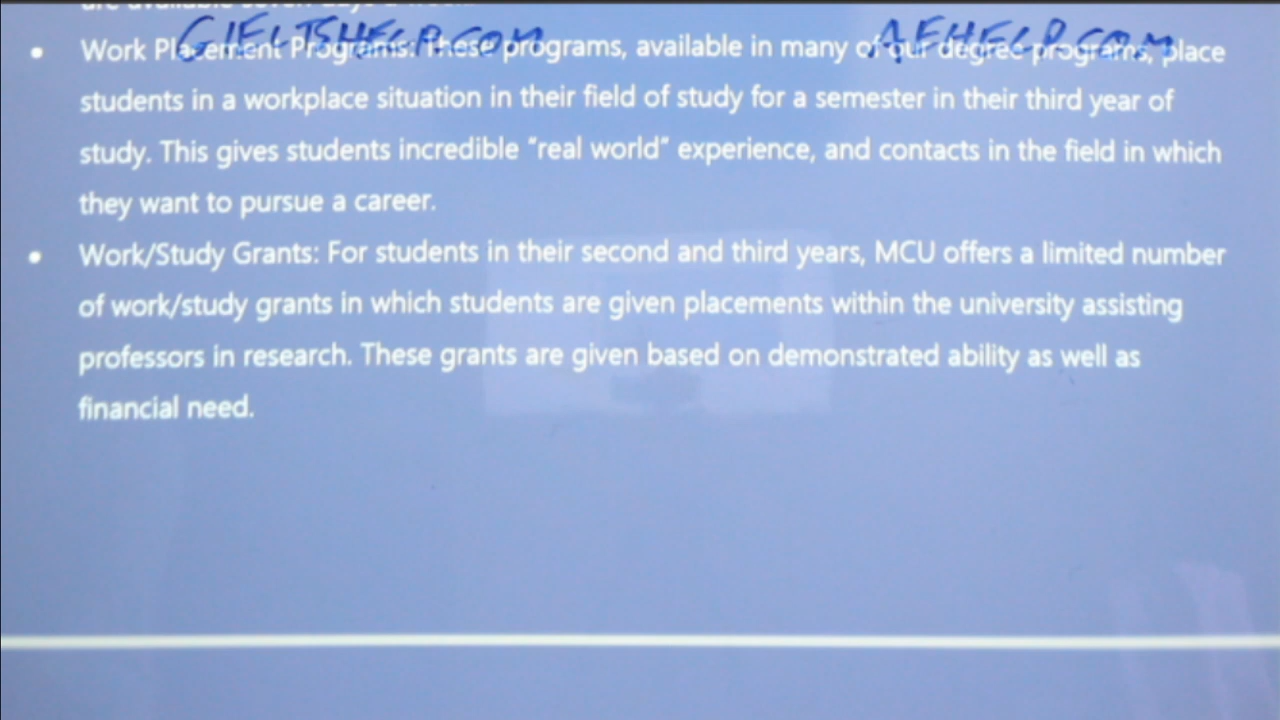 are available seven days a week.
GIELTSHELP.COM AEHELP.COM
• Work Placement Programs: These programs, available in many of our degree programs, place
students in a workplace situation in their field of study for a semester in their third year of
study. This gives students incredible “real world” experience, and contacts in the field in which
they want to pursue a career.
• Work/Study Grants: For students in their second and third years, MCU offers a limited number
of work/study grants in which students are given placements within the university assisting
professors in research. These grants are given based on demonstrated ability as well as
financial need.